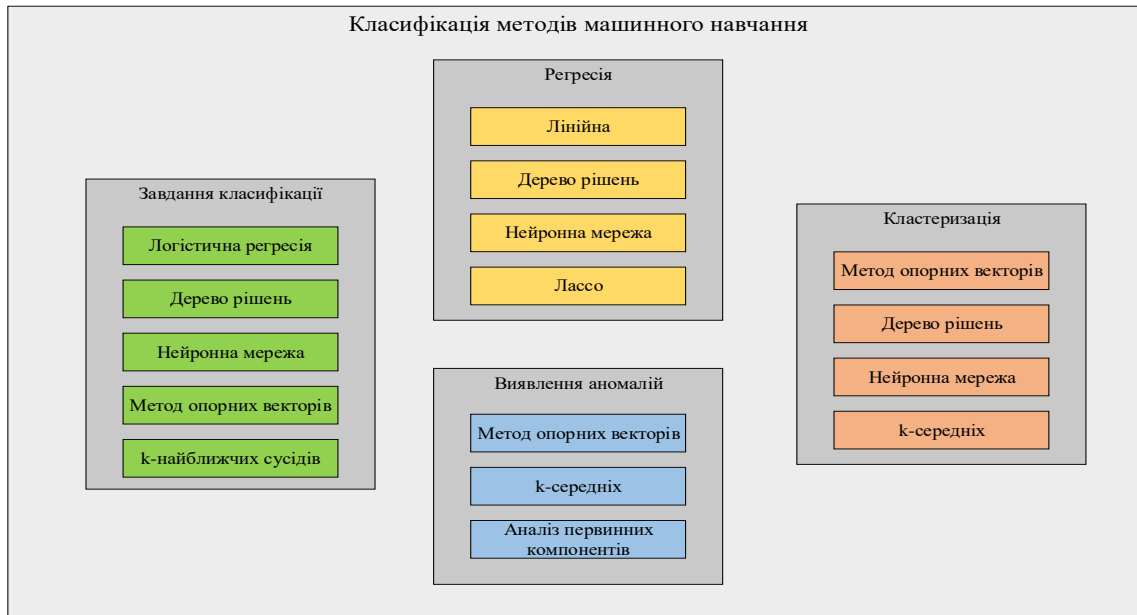 Класифікація методів машинного навчання
Завдання класифікації
Логістична регресія
Дерево рішень
Нейронна мережа
Метод опорних векторів
k-найближчих сусідів
Регресія
Лінійна
Дерево рішень
Нейронна мережа
Лассо
Виявлення аномалій
Метод опорних векторів
k-середніх
Аналіз первинних
компонентів
Кластеризація
Метод опорних векторів
Дерево рішень
Нейронна мережа
k-середніх